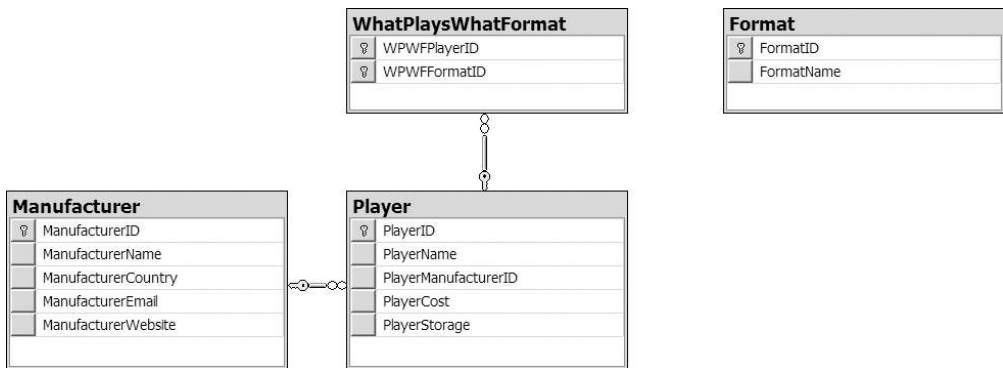 WhatPlaysWhatFormat
WPWFPlayerID
WPWFFormatID
Format
FormatID
FormatName
Manufacturer
ManufacturerID
ManufacturerName
ManufacturerCountry
ManufacturerEmail
ManufacturerWebsite
Player
PlayerID
PlayerName
PlayerManufacturerID
PlayerCost
PlayerStorage